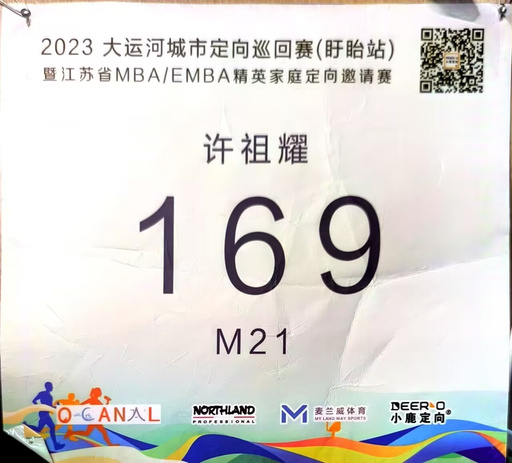 2023 大运河城市定向巡回赛(盱眙站)
暨江苏省MBA/EMBA精英家庭定向邀请赛
许祖耀
169
M21
O-CANAL
NORTHLAND
PROFESSIONAL
麦兰威体育
MY LAND WAY SPORTS
DEERO
小鹿定向®